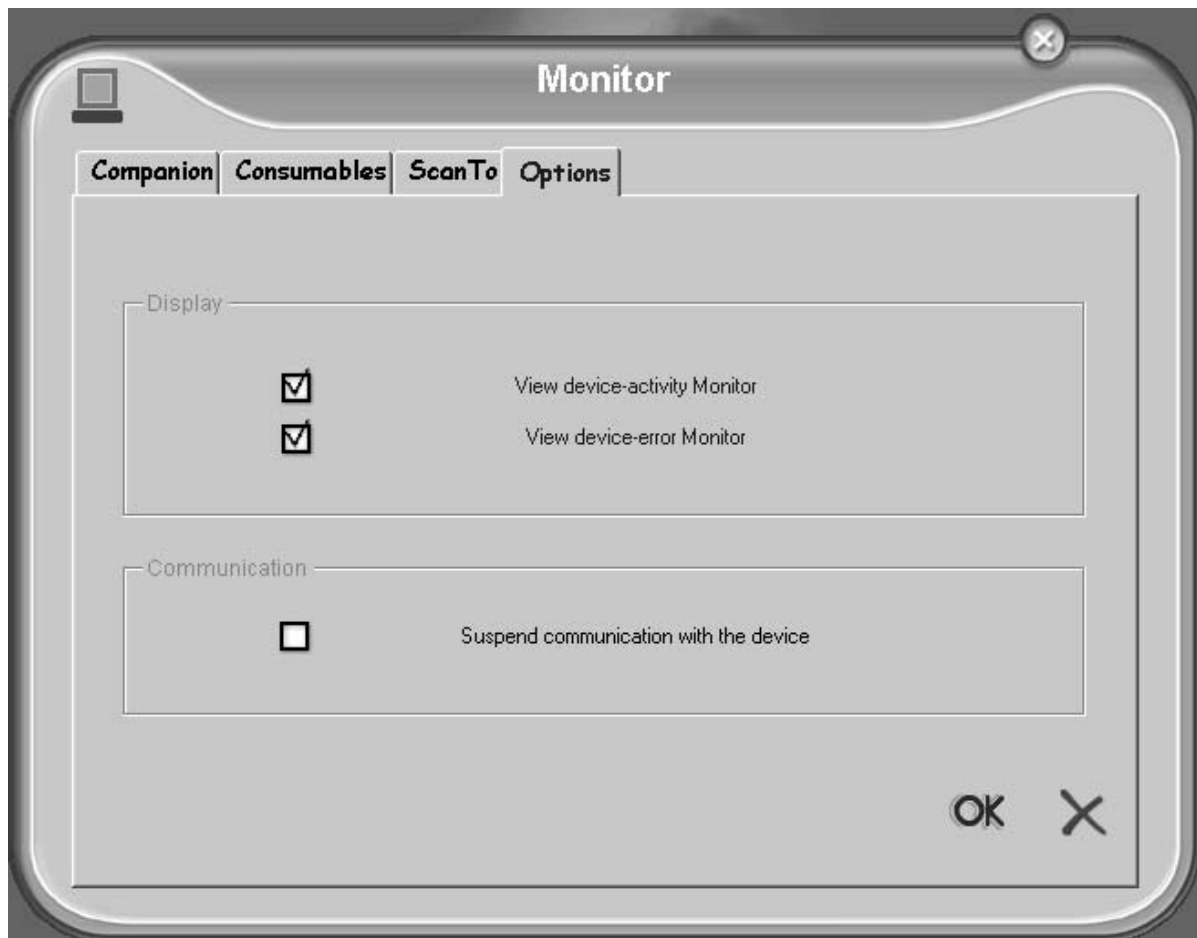 Monitor
Companion Consumables ScanTo Options
Display
View device-activity Monitor
View device-error Monitor
Communication
Suspend communication with the device
OK